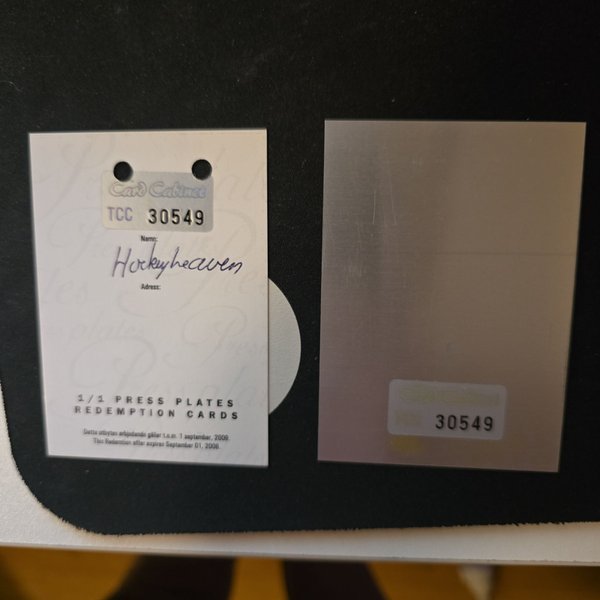 Card Cabinet
TCC 30549
Name:
Hockeyheaven
Adress:
1/1 PRESS PLATES
REDEMPTION CARDS
Detta utbytes erbjudande gäller t.o.m. 1 september, 2009.
This Redemption offer expires September 01, 2009.
30549